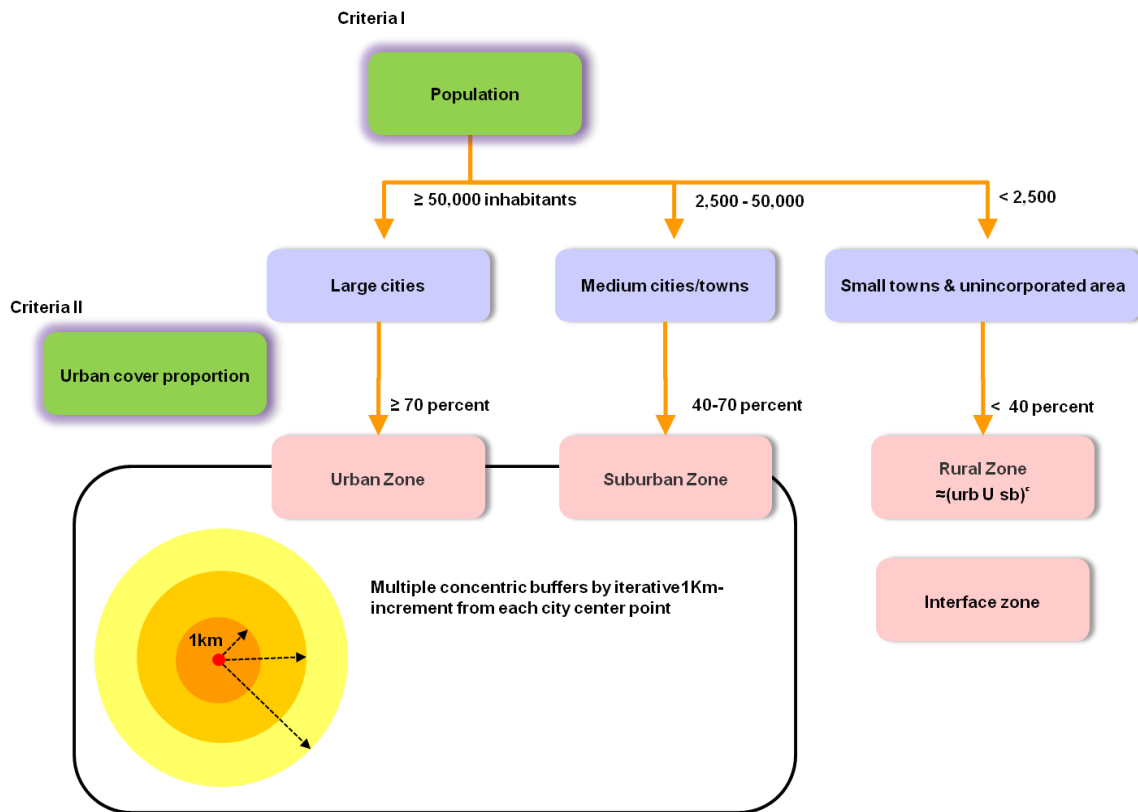 Criteria I
Population
≥ 50,000 inhabitants
2,500 - 50,000
< 2,500
Large cities
Medium cities/towns
Small towns & unincorporated area
Criteria II
Urban cover proportion
≥ 70 percent
40-70 percent
< 40 percent
Urban Zone
Suburban Zone
Rural Zone
≈(urb U sb)ᶜ
Multiple concentric buffers by iterative1Km-
increment from each city center point
1km
Interface zone